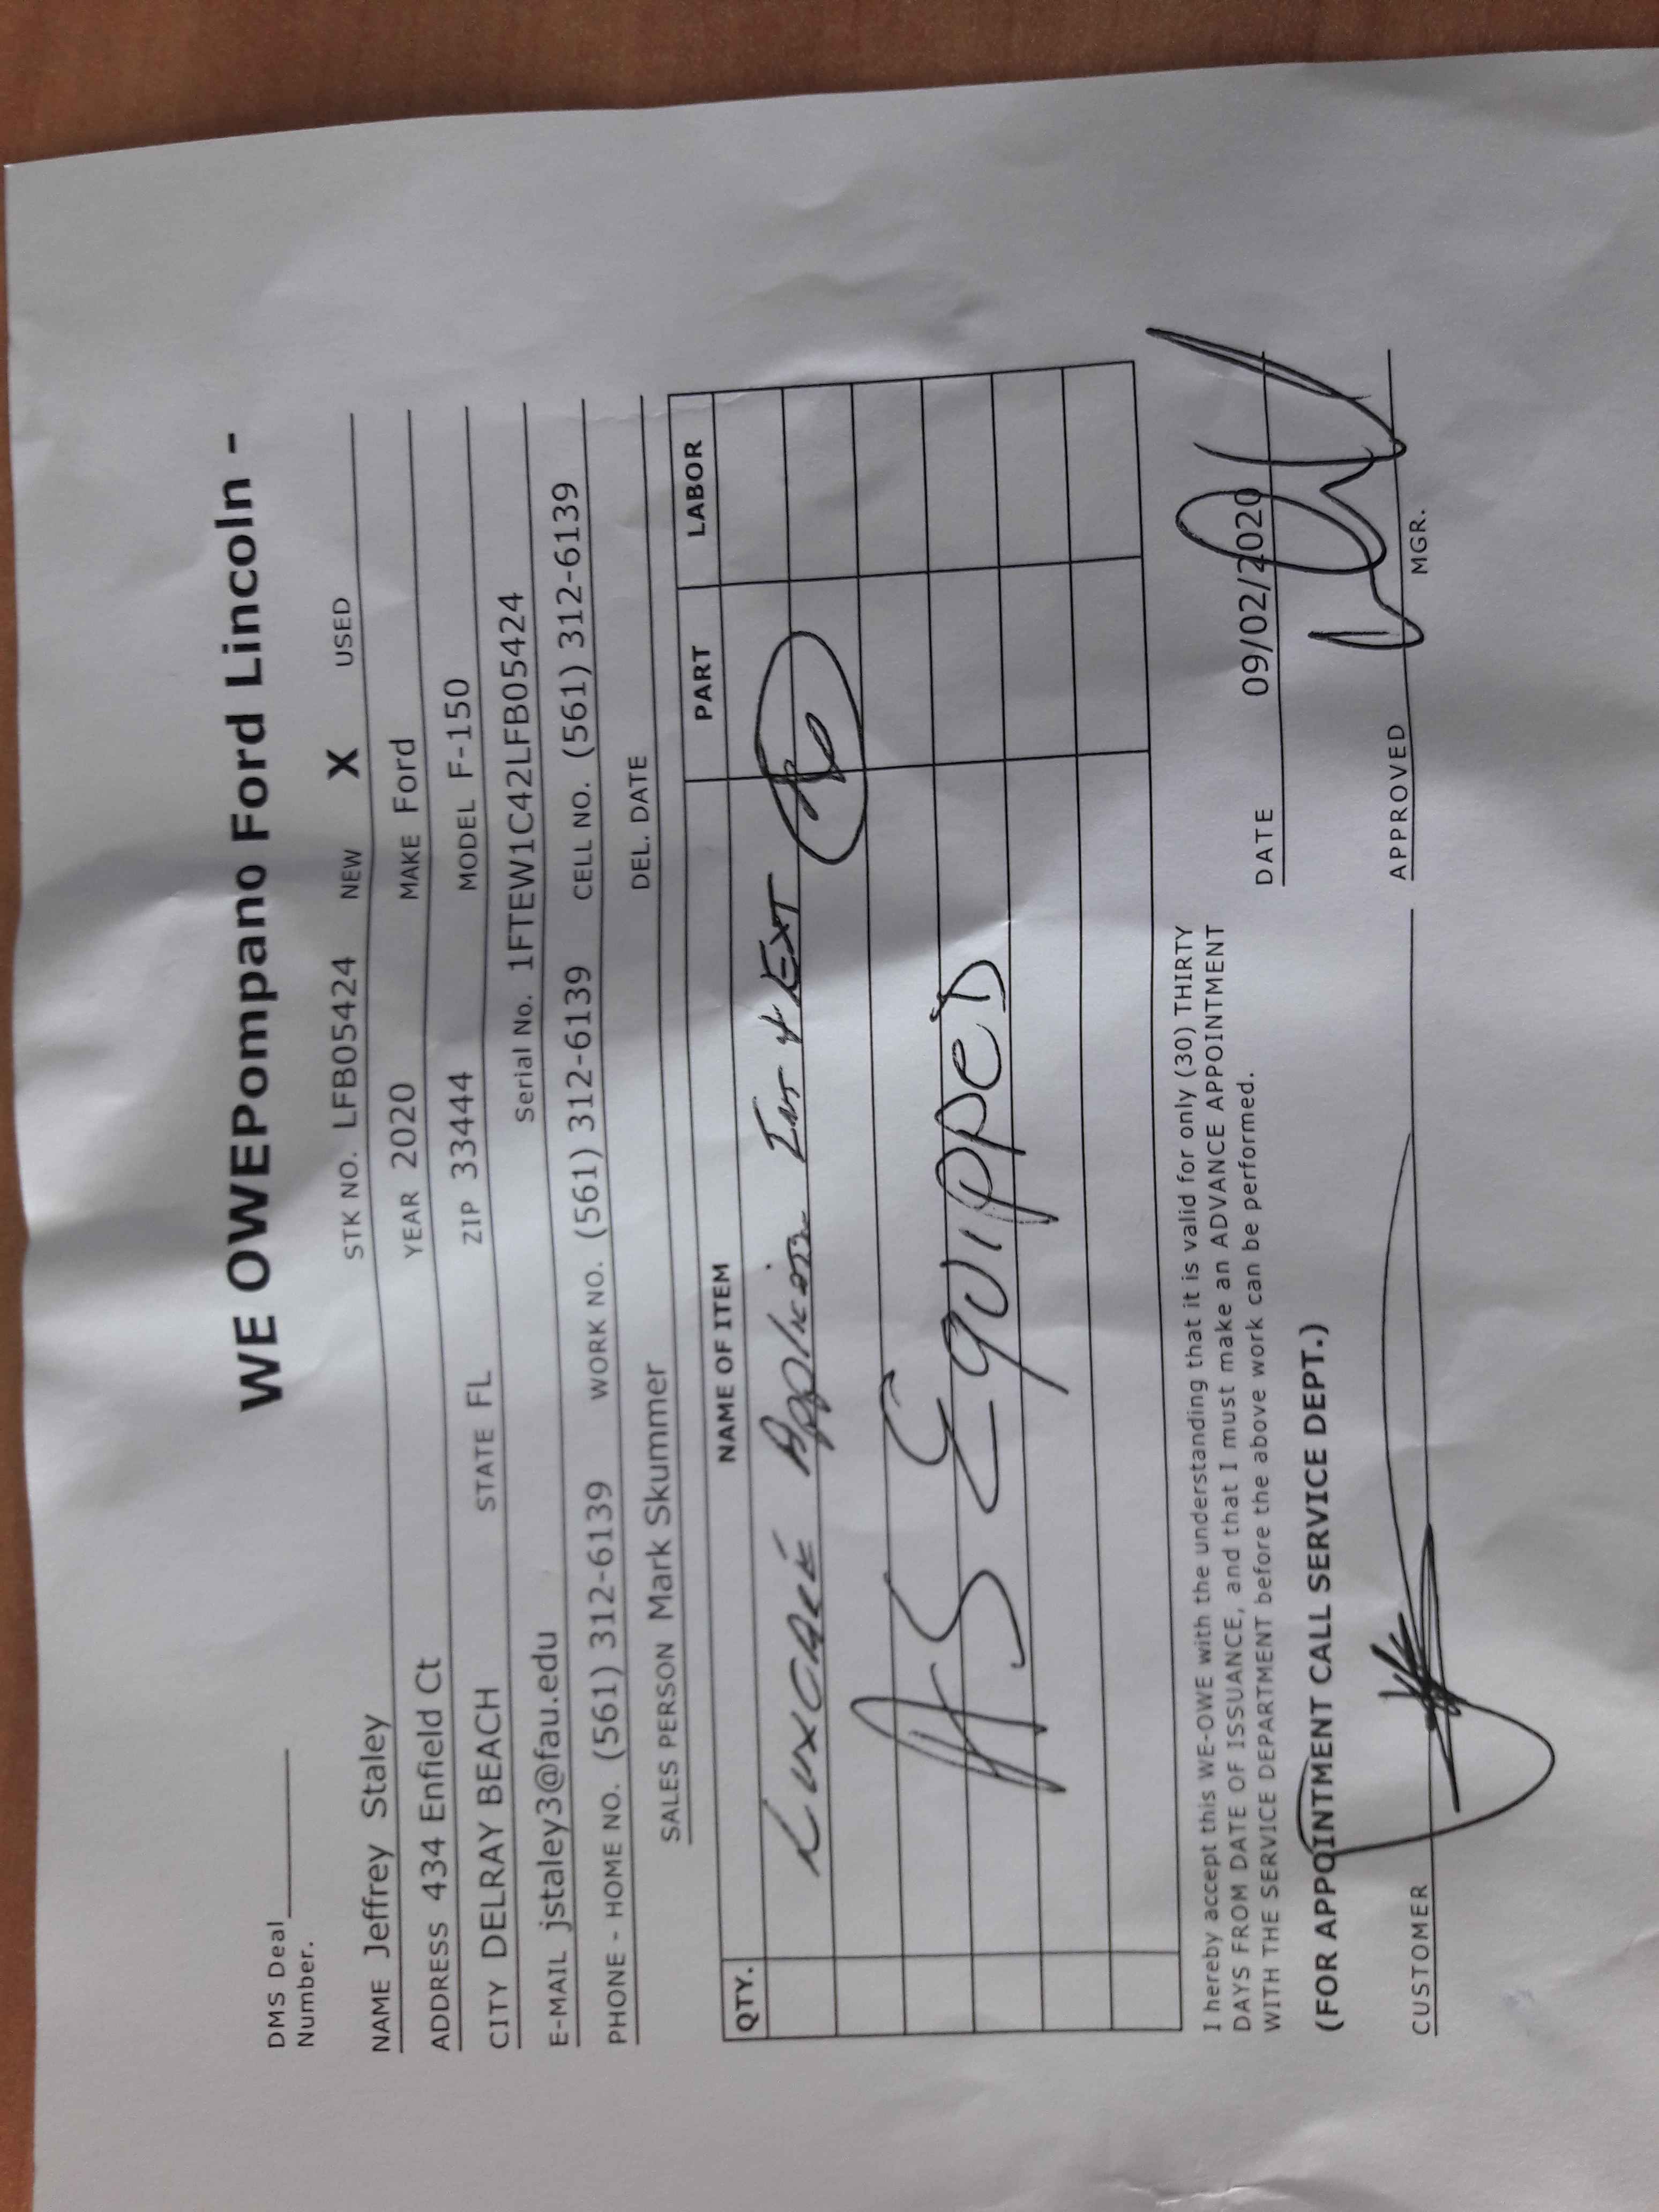 WE OWEPompano Ford Lincoln -
DMS Deal
Number.
STK NO. LFB05424 NEW X USED
NAME Jeffrey Staley YEAR 2020 MAKE Ford
ADDRESS 434 Enfield Ct ZIP 33444 MODEL F-150
CITY DELRAY BEACH STATE FL Serial No. 1FTEW1C42LFB05424
E-MAIL jstaley3@fau.edu
PHONE - HOME NO. (561) 312-6139 WORK NO. (561) 312-6139 CELL NO. (561) 312-6139
SALES PERSON Mark Skummer DEL. DATE
QTY. NAME OF ITEM PART LABOR
LUXCARE Application INT & EXT
AS EQUIPPED
I hereby accept this WE-OWE with the understanding that it is valid for only (30) THIRTY
DAYS FROM DATE OF ISSUANCE, and that I must make an ADVANCE APPOINTMENT
WITH THE SERVICE DEPARTMENT before the above work can be performed.
DATE 09/02/2020
(FOR APPOINTMENT CALL SERVICE DEPT.)
CUSTOMER APPROVED MGR.